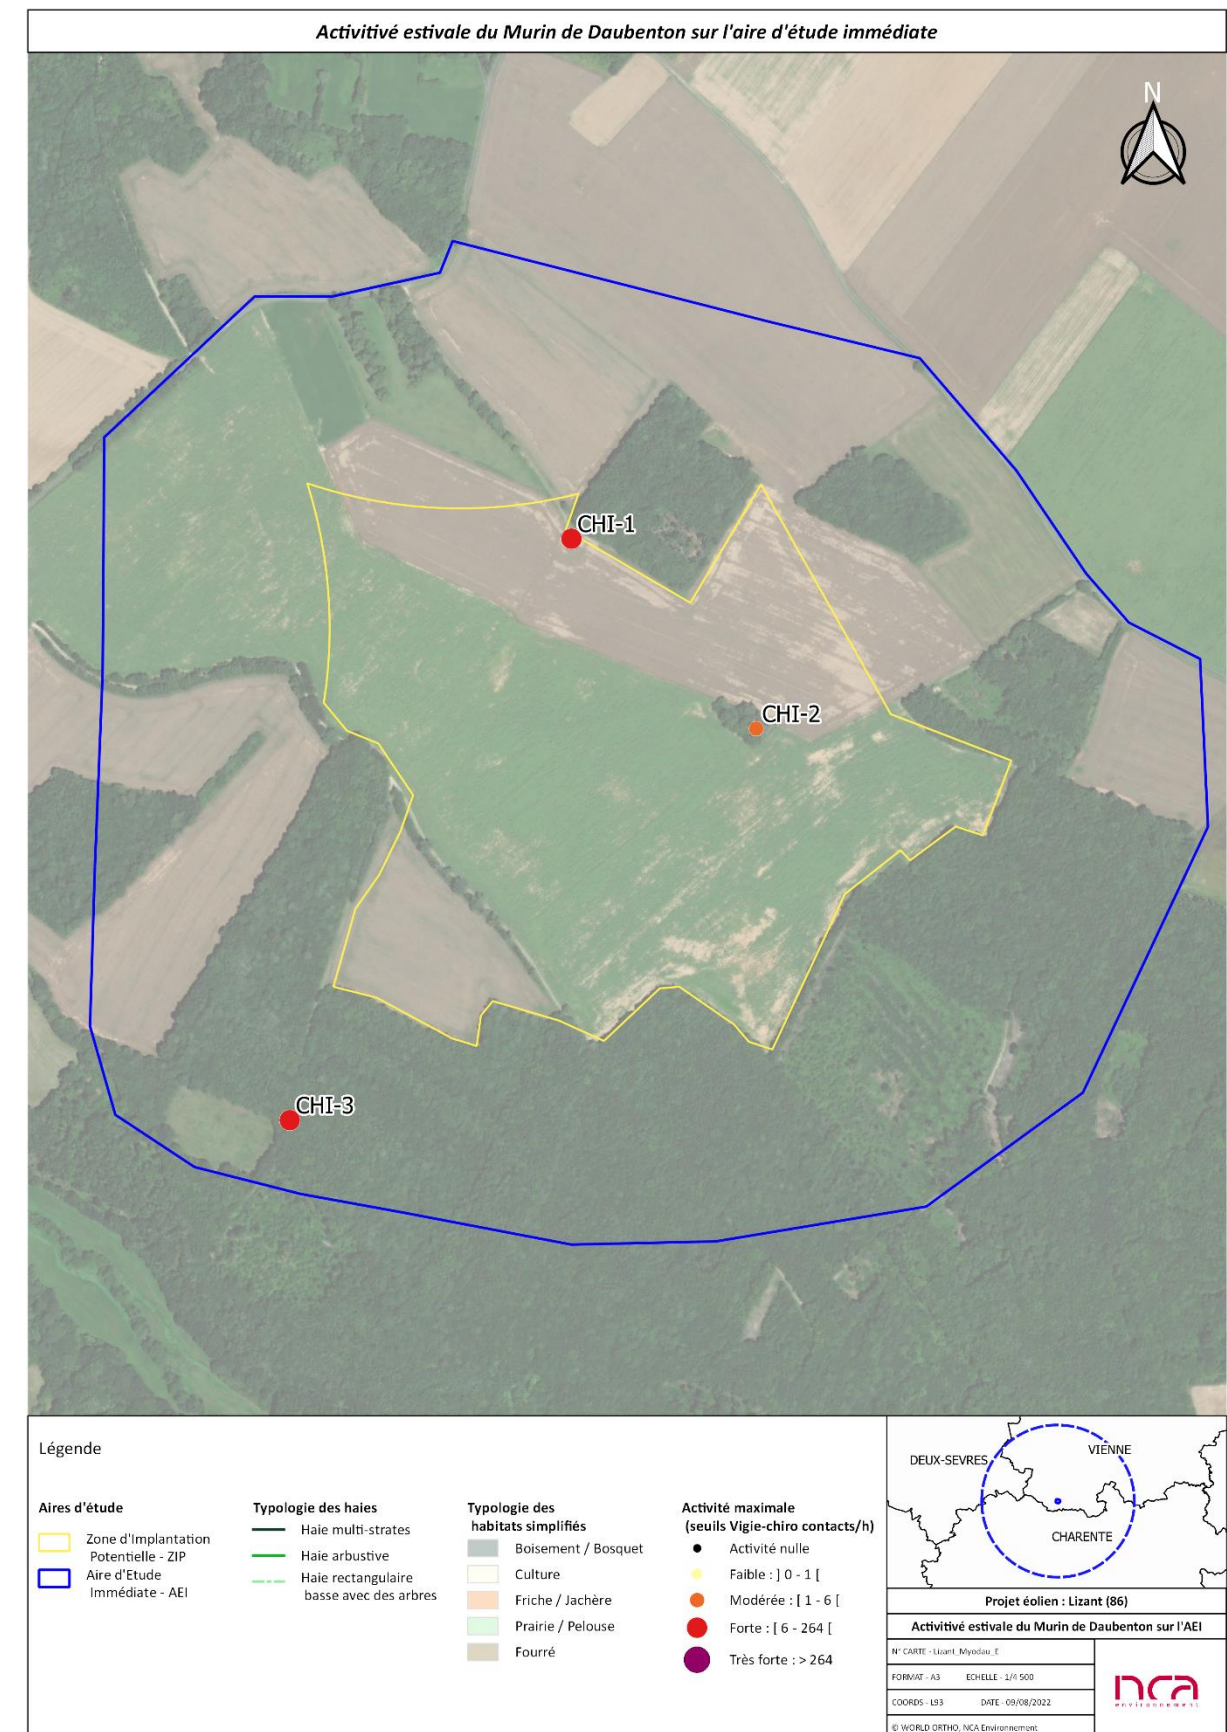 Activitivé estivale du Murin de Daubenton sur l'aire d'étude immédiate
N
CHI-1
CHI-2
CHI-3
Légende
Aires d'étude
Zone d'Implantation
Potentielle - ZIP
Aire d'Etude
Immédiate - AEI
Typologie des haies
Haie multi-strates
Haie arbustive
Haie rectangulaire
basse avec des arbres
Typologie des
habitats simplifiés
Boisement / Bosquet
Culture
Friche / Jachère
Prairie / Pelouse
Fourré
Activité maximale
(seuils Vigie-chiro contacts/h)
Activité nulle
Faible : ] 0 - 1 [
Modérée : [ 1 - 6 [
Forte : [ 6 - 264 [
Très forte : > 264
DEUX-SEVRES
VIENNE
CHARENTE
Projet éolien : Lizant (86)
Activitivé estivale du Murin de Daubenton sur l'AEI
N° CARTE - Lizant_Myodau_E
FORMAT - A3 ECHELLE - 1/4 500
COORDS - L93 DATE - 09/08/2022
© WORLD ORTHO, NCA Environnement
nca
environnement